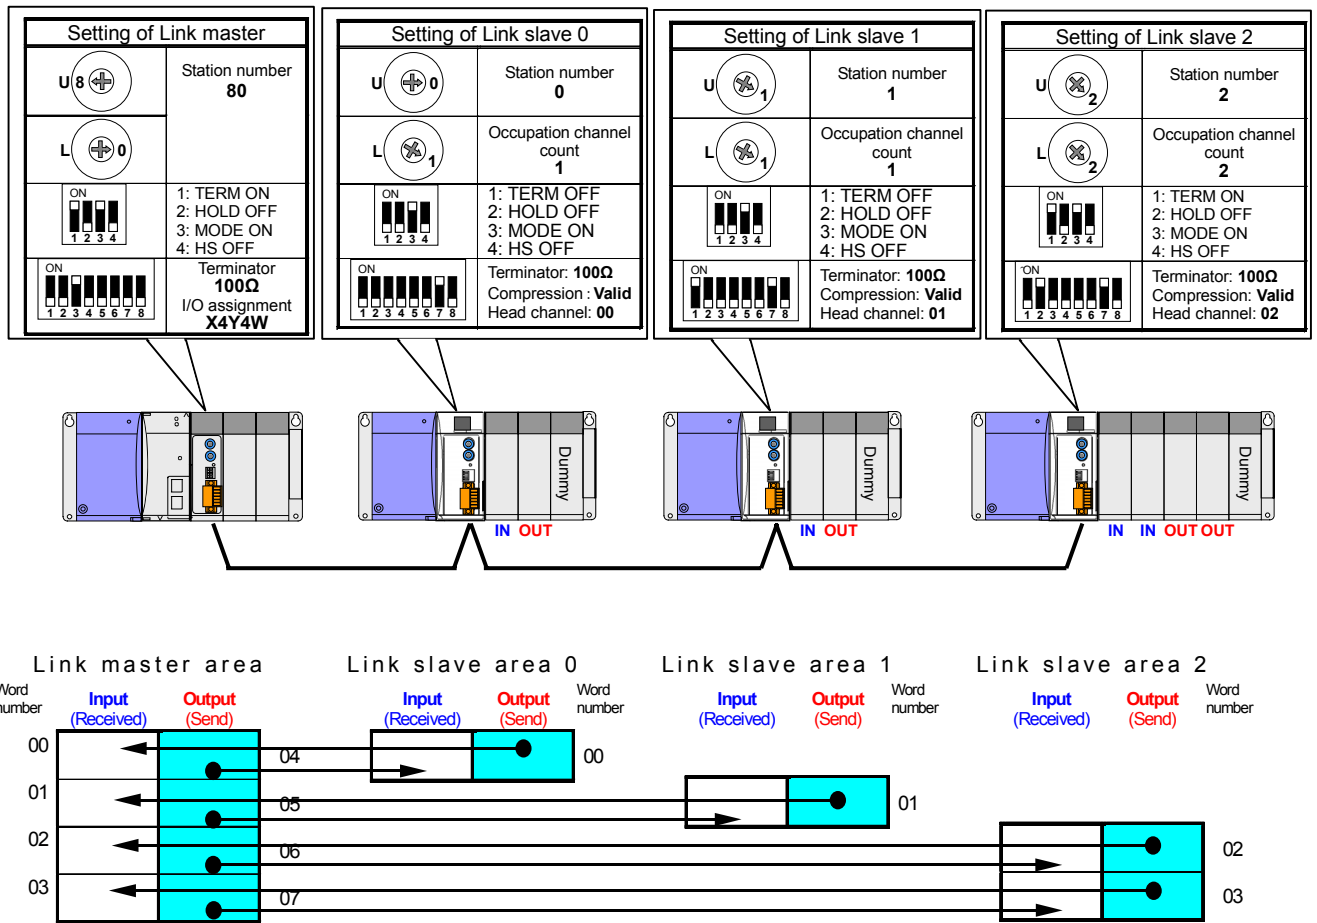 Setting of Link master
U 8
Station number
80
L 0
ON
1 2 3 4
1: TERM ON
2: HOLD OFF
3: MODE ON
4: HS OFF
ON
1 2 3 4 5 6 7 8
Terminator
100Ω
I/O assignment
X4Y4W
Setting of Link slave 0
U 0
Station number
0
L 1
Occupation channel
count
1
ON
1 2 3 4
1: TERM OFF
2: HOLD OFF
3: MODE ON
4: HS OFF
ON
1 2 3 4 5 6 7 8
Terminator: 100Ω
Compression : Valid
Head channel: 00
Setting of Link slave 1
U 1
Station number
1
L 1
Occupation channel
count
1
ON
1 2 3 4
1: TERM OFF
2: HOLD OFF
3: MODE ON
4: HS OFF
ON
1 2 3 4 5 6 7 8
Terminator: 100Ω
Compression: Valid
Head channel: 01
Setting of Link slave 2
U 2
Station number
2
L 2
Occupation channel
count
2
ON
1 2 3 4
1: TERM ON
2: HOLD OFF
3: MODE ON
4: HS OFF
ON
1 2 3 4 5 6 7 8
Terminator: 100Ω
Compression: Valid
Head channel: 02
Dummy
IN OUT
Dummy
IN OUT
Dummy
IN IN OUT OUT
Link master area
Word
number
Input
(Received)
Output
(Send)
00
01
02
03
04
05
06
07
Link slave area 0
Input
(Received)
Output
(Send)
Word
number
00
Link slave area 1
Input
(Received)
Output
(Send)
Word
number
01
Link slave area 2
Input
(Received)
Output
(Send)
Word
number
02
03